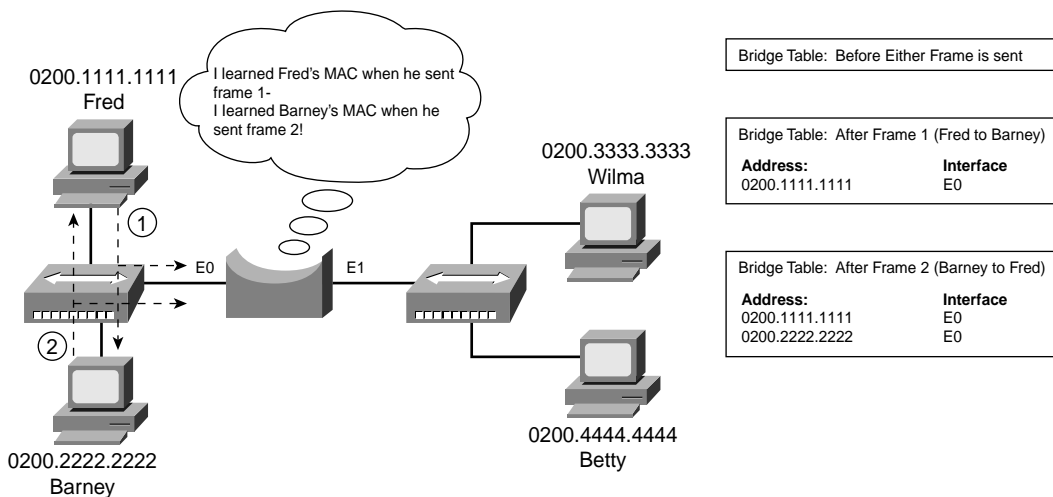 0200.1111.1111
Fred
I learned Fred's MAC when he sent
frame 1-
I learned Barney's MAC when he
sent frame 2!
0200.3333.3333
Wilma
1
E0
E1
2
0200.2222.2222
Barney
0200.4444.4444
Betty
Bridge Table: Before Either Frame is sent
Bridge Table: After Frame 1 (Fred to Barney)
Address: Interface
0200.1111.1111 E0
Bridge Table: After Frame 2 (Barney to Fred)
Address: Interface
0200.1111.1111 E0
0200.2222.2222 E0